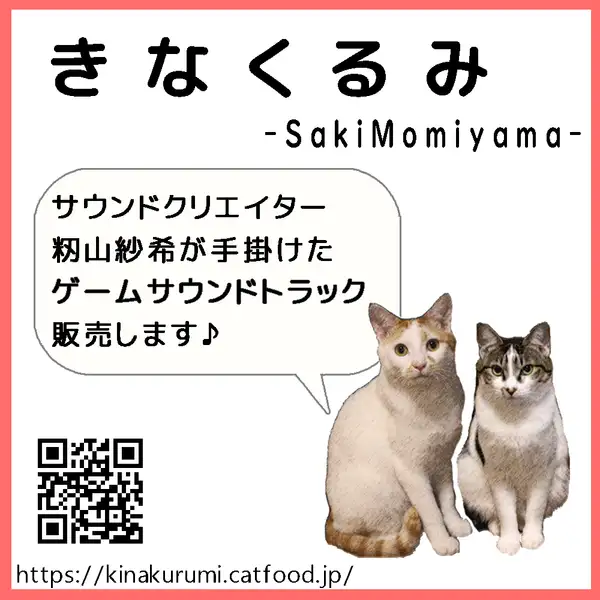 きなくるみ
-SakiMomiyama-
サウンドクリエイター
籾山紗希が手掛けた
ゲームサウンドトラック
販売します♪
https://kinakurumi.catfood.jp/